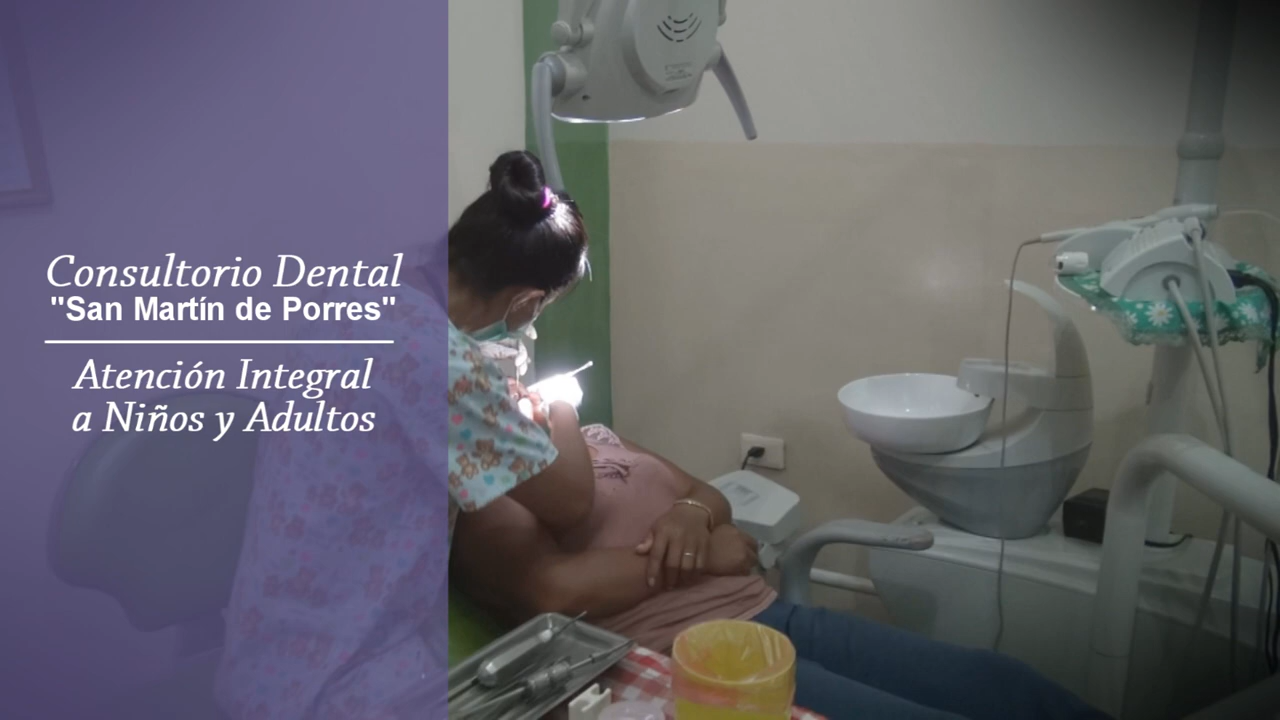 Consultorio Dental
"San Martín de Porres"
Atención Integral
a Niños y Adultos